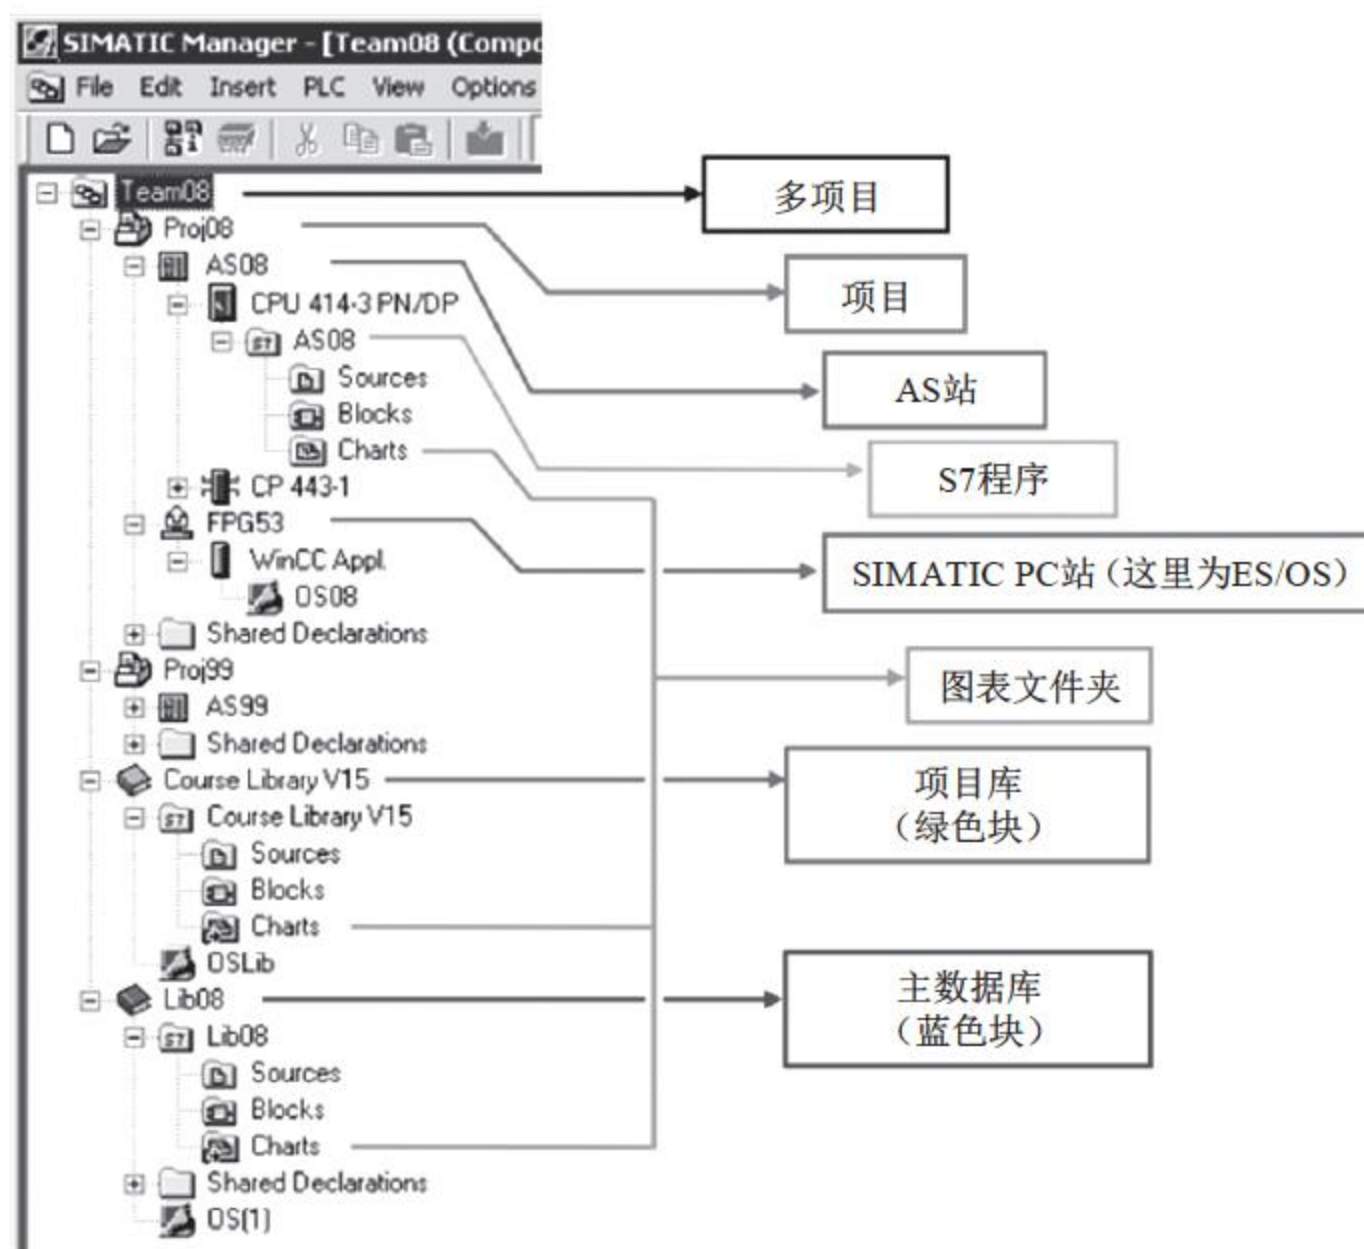 SIMATIC Manager - [Team08 (Compo
File Edit Insert PLC View Options
Team08
多项目
Proj08
项目
AS08
AS站
CPU 414-3 PN/DP
AS08
S7程序
Sources
Blocks
Charts
CP 443-1
FPG53
SIMATIC PC站（这里为ES/OS）
WinCC Appl.
OS08
Shared Declarations
Proj99
图表文件夹
AS99
Shared Declarations
Course Library V15
项目库
（绿色块）
Course Library V15
Sources
Blocks
Charts
OSLib
Lib08
主数据库
（蓝色块）
Lib08
Sources
Blocks
Charts
Shared Declarations
OS(1)